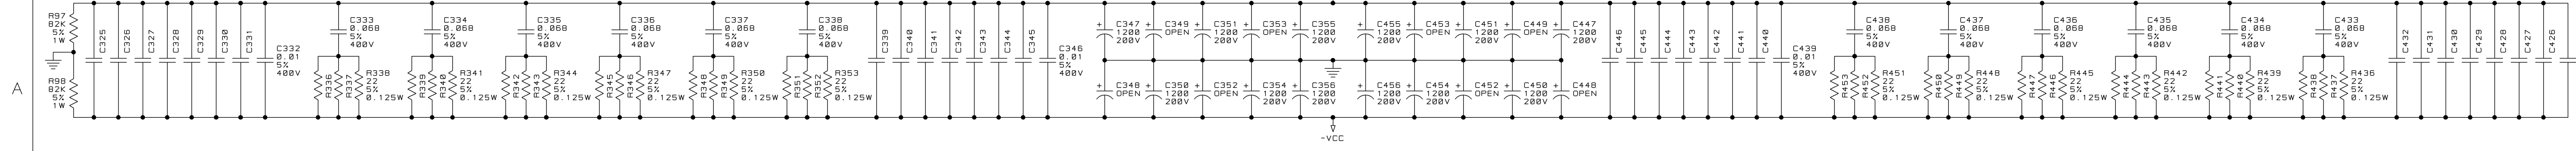 A
R97
82K
5%
1W
R98
82K
5%
1W
C325
C326
C327
C328
C329
C330
C331
C332
0.01
5%
400V
C333
0.068
5%
400V
R336
R337
R338
22
5%
0.125W
C334
0.068
5%
400V
R339
R340
R341
22
5%
0.125W
C335
0.068
5%
400V
R342
R343
R344
22
5%
0.125W
C336
0.068
5%
400V
R345
R346
R347
22
5%
0.125W
C337
0.068
5%
400V
R348
R349
R350
22
5%
0.125W
C338
0.068
5%
400V
R351
R352
R353
22
5%
0.125W
C339
C340
C341
C342
C343
C344
C345
C346
0.01
5%
400V
+ C347
1200
200V
+ C349
OPEN
+ C351
1200
200V
+ C353
OPEN
+ C355
1200
200V
+ C455
1200
200V
+ C453
OPEN
+ C451
1200
200V
+ C449
OPEN
+ C447
1200
200V
+ C348
OPEN
+ C350
1200
200V
+ C352
OPEN
+ C354
1200
200V
+ C356
1200
200V
+ C456
1200
200V
+ C454
1200
200V
+ C452
OPEN
+ C450
1200
200V
+ C448
OPEN
-VCC
C446
C445
C444
C443
C442
C441
C440
C439
0.01
5%
400V
C438
0.068
5%
400V
R453
R452
R451
22
5%
0.125W
C437
0.068
5%
400V
R450
R449
R448
22
5%
0.125W
C436
0.068
5%
400V
R447
R446
R445
22
5%
0.125W
C435
0.068
5%
400V
R444
R443
R442
22
5%
0.125W
C434
0.068
5%
400V
R441
R440
R439
22
5%
0.125W
C433
0.068
5%
400V
R438
R437
R436
22
5%
0.125W
C432
C431
C430
C429
C428
C427
C426